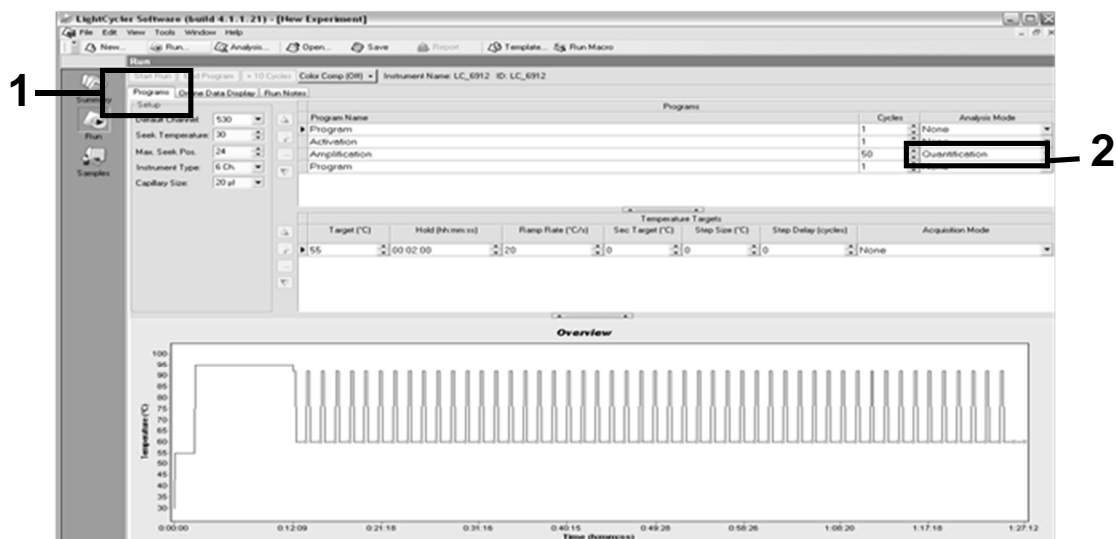 LightCycler Software (build 4.1.1.21) - [New Experiment]
File Edit View Tools Window Help
New... Run... Analysis... Open... Save Report Template... Run Macro
Run
Start Run End Program + 10 Cycles Color Comp (Off) Instrument Name: LC_6912 ID: LC_6912
1
Summary
Run
Samples
Programs Online Data Display Run Notes
Setup
Default Channel: 530
Seek Temperature: 30
Max. Seek Pos. 24
Instrument Type: 6 Ch.
Capillary Size: 20 µl
Programs
Program Name Cycles Analysis Mode
Program 1 None
Activation 1 None
Amplification 50 Quantification
Program 1 None
2
Temperature Targets
Target (°C) Hold (hh:mm:ss) Ramp Rate (°C/s) Sec Target (°C) Step Size (°C) Step Delay (cycles) Acquisition Mode
55 00:02:00 20 0 0 0 None
Overview
Temperature (°C)
100
95
90
85
80
75
70
65
60
55
50
45
40
35
30
0:00:00 0:12:09 0:21:18 0:31:16 0:40:15 0:49:28 0:58:26 1:08:20 1:17:18 1:27:12
Time (hh:mm:ss)